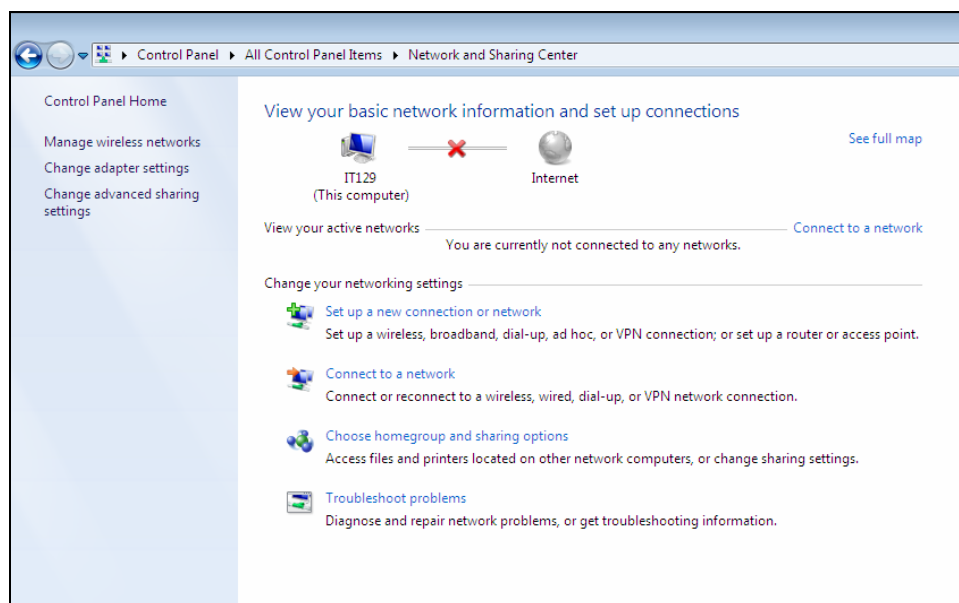 Control Panel ▸ All Control Panel Items ▸ Network and Sharing Center
Control Panel Home
Manage wireless networks
Change adapter settings
Change advanced sharing
settings
View your basic network information and set up connections
See full map
IT129
(This computer)
Internet
View your active networks
Connect to a network
You are currently not connected to any networks.
Change your networking settings
Set up a new connection or network
Set up a wireless, broadband, dial-up, ad hoc, or VPN connection; or set up a router or access point.
Connect to a network
Connect or reconnect to a wireless, wired, dial-up, or VPN network connection.
Choose homegroup and sharing options
Access files and printers located on other network computers, or change sharing settings.
Troubleshoot problems
Diagnose and repair network problems, or get troubleshooting information.